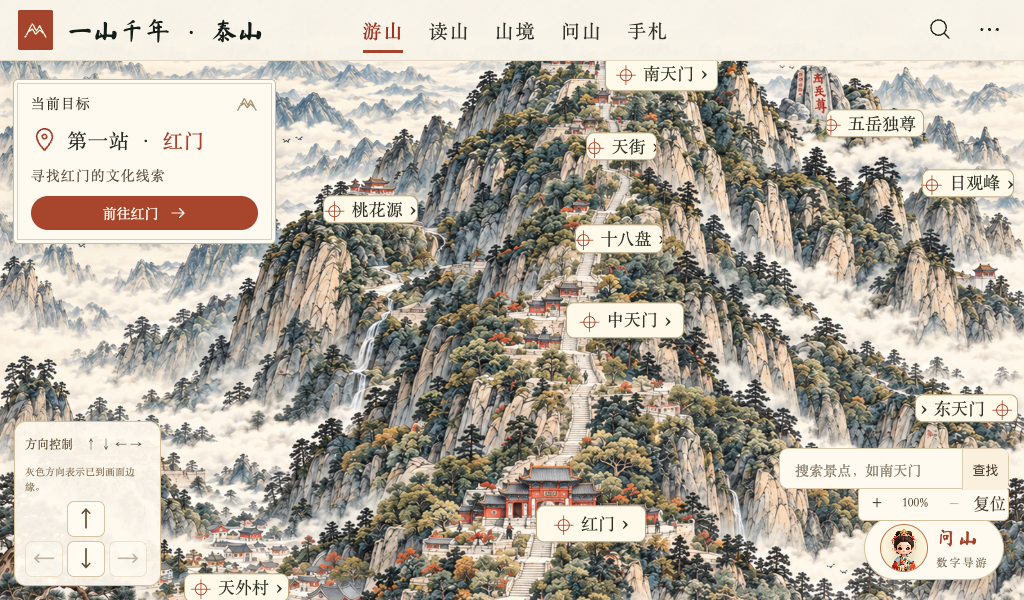 一山千年 · 泰山
游山 读山 山境 问山 手札
当前目标
第一站 · 红门
寻找红门的文化线索
前往红门 →
南天门 ›
五岳独尊
五岳独尊
天街 ›
日观峰 ›
桃花源 ›
十八盘 ›
中天门 ›
› 东天门
方向控制 ↑ ↓ ← →
灰色方向表示已到画面边
缘。
↑
← ↓ →
搜索景点，如南天门 查找
+ 100% − 复位
红门 ›
问山
数字导游
天外村 ›